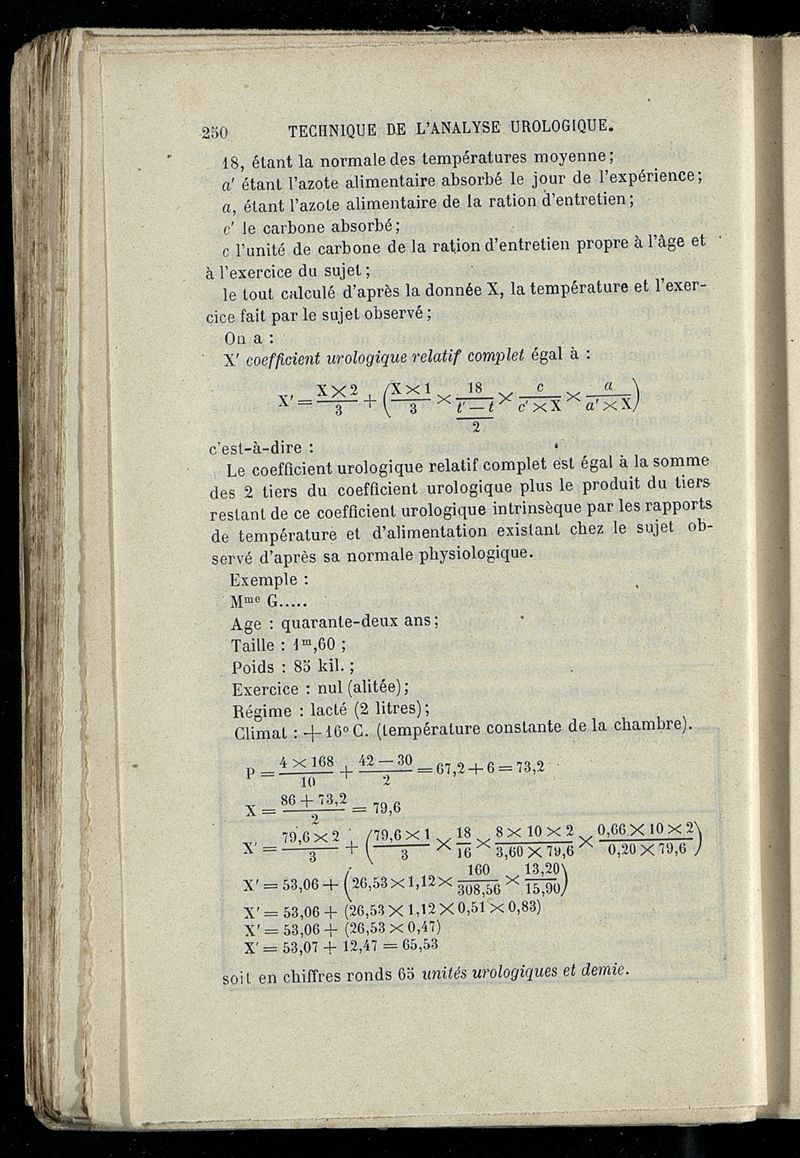 250 TECHNIQUE DE L'ANALYSE UROLOGIQUE.
18, étant la normale des températures moyenne;
a' étant l'azote alimentaire absorbé le jour de l'expérience;
a, étant l'azote alimentaire de la ration d'entretien;
c' le carbone absorbé;
c l'unité de carbone de la ration d'entretien propre à l'âge et
à l'exercice du sujet;
le tout calculé d'après la donnée X, la température et l'exer-
cice fait par le sujet observé;
On a :
X' coefficient urologique relatif complet égal à :
X' = X × 2 / 3 + ( X × 1 / 3 × 18 / (t' — t / 2) × c / c' × X × a / a' × X )
c'est-à-dire :
Le coefficient urologique relatif complet est égal à la somme
des 2 tiers du coefficient urologique plus le produit du tiers
restant de ce coefficient urologique intrinsèque par les rapports
de température et d'alimentation existant chez le sujet ob-
servé d'après sa normale physiologique.
Exemple :
Mme G.....
Age : quarante-deux ans;
Taille : 1m,60 ;
Poids : 85 kil. ;
Exercice : nul (alitée);
Régime : lacté (2 litres);
Climat : + 16° C. (température constante de la chambre).
P = 4 × 168 / 10 + 42 — 30 / 2 = 67,2 + 6 = 73,2
X = 86 + 73,2 / 2 = 79,6
X' = 79,6 × 2 / 3 + ( 79,6 × 1 / 3 × 18 / 16 × 8 × 10 × 2 / 3,60 × 79,6 × 0,66 × 10 × 2 / 0,20 × 79,6 )
X' = 53,06 + ( 26,53 × 1,12 × 160 / 308,56 × 13,20 / 15,90 )
X' = 53,06 + (26,53 × 1,12 × 0,51 × 0,83)
X' = 53,06 + (26,53 × 0,47)
X' = 53,07 + 12,47 = 65,53
soit en chiffres ronds 65 unités urologiques et demie.